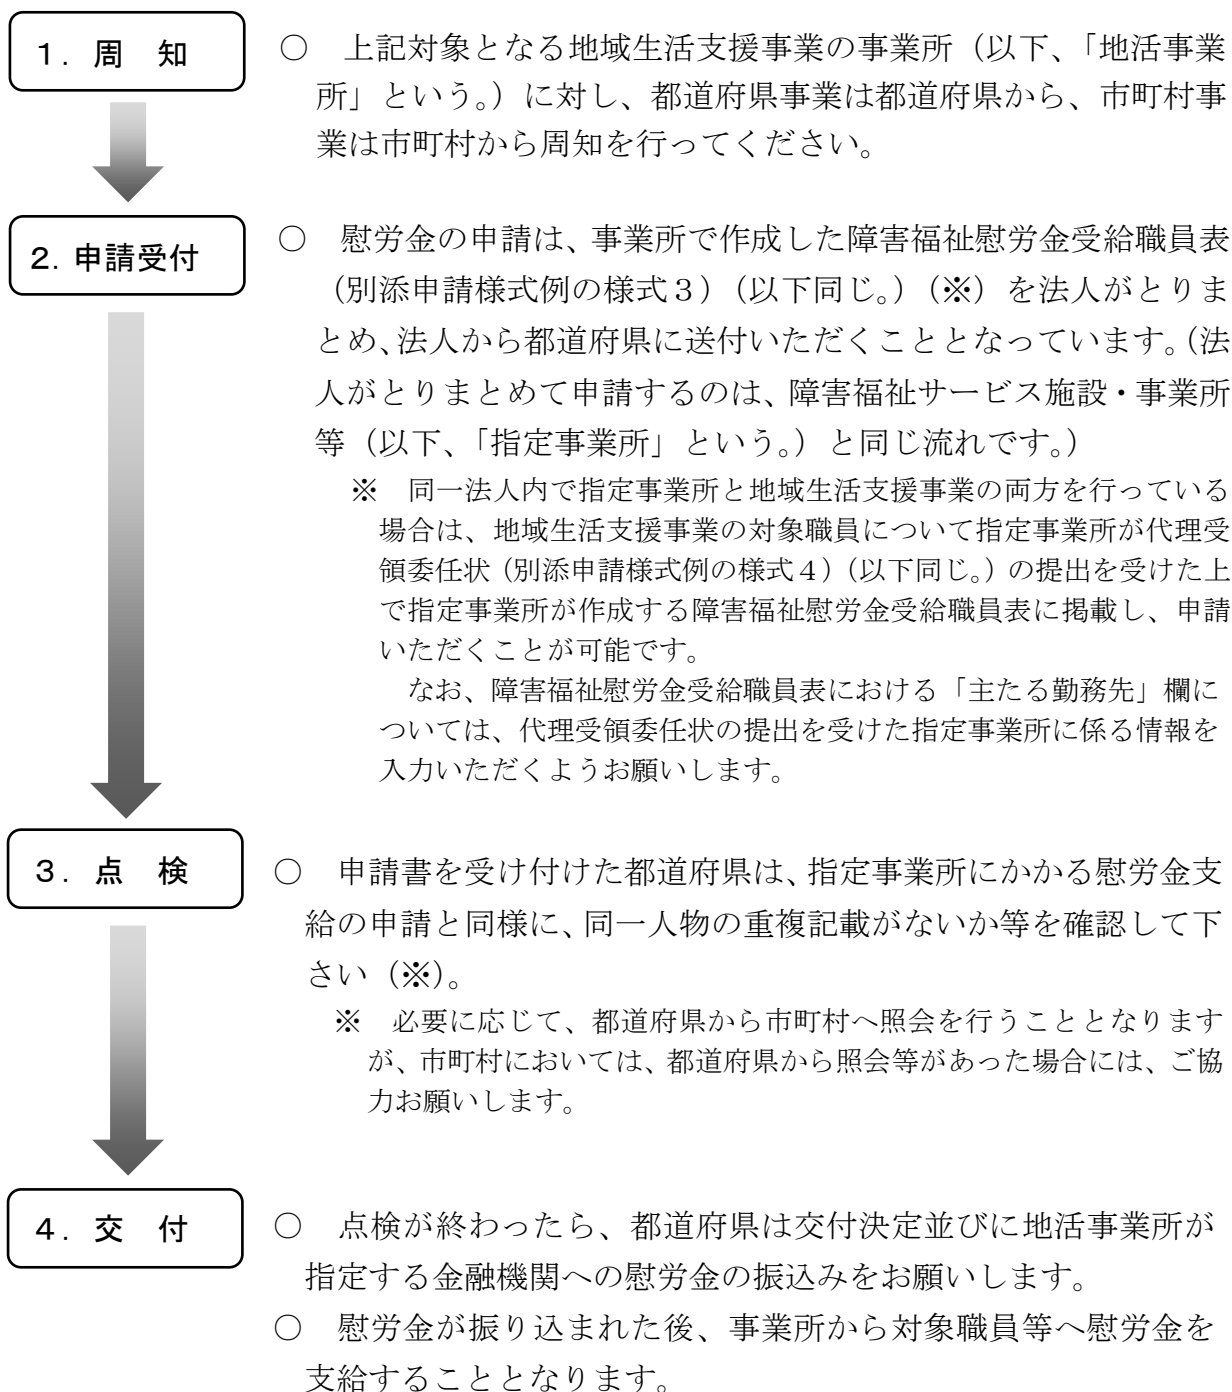 １．周　知
○　上記対象となる地域生活支援事業の事業所（以下、「地活事業
所」という。）に対し、都道府県事業は都道府県から、市町村事
業は市町村から周知を行ってください。
２．申請受付
○　慰労金の申請は、事業所で作成した障害福祉慰労金受給職員表
（別添申請様式例の様式３）（以下同じ。）（※）を法人がとりま
とめ、法人から都道府県に送付いただくこととなっています。（法
人がとりまとめて申請するのは、障害福祉サービス施設・事業所
等（以下、「指定事業所」という。）と同じ流れです。）
※　同一法人内で指定事業所と地域生活支援事業の両方を行っている
場合は、地域生活支援事業の対象職員について指定事業所が代理受
領委任状（別添申請様式例の様式４）（以下同じ。）の提出を受けた上
で指定事業所が作成する障害福祉慰労金受給職員表に掲載し、申請
いただくことが可能です。
なお、障害福祉慰労金受給職員表における「主たる勤務先」欄に
ついては、代理受領委任状の提出を受けた指定事業所に係る情報を
入力いただくようお願いします。
３．点　検
○　申請書を受け付けた都道府県は、指定事業所にかかる慰労金支
給の申請と同様に、同一人物の重複記載がないか等を確認して下
さい（※）。
※　必要に応じて、都道府県から市町村へ照会を行うこととなります
が、市町村においては、都道府県から照会等があった場合には、ご協
力お願いします。
４．交　付
○　点検が終わったら、都道府県は交付決定並びに地活事業所が
指定する金融機関への慰労金の振込みをお願いします。
○　慰労金が振り込まれた後、事業所から対象職員等へ慰労金を
支給することとなります。